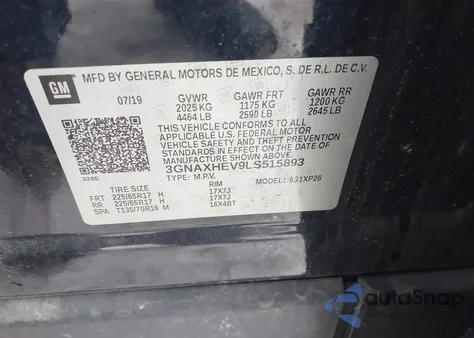 GM
MFD BY GENERAL MOTORS DE MEXICO, S. DE R.L. DE C.V.
07/19 GVWR GAWR FRT GAWR RR
2025 KG 1175 KG 1200 KG
4464 LB 2590 LB 2645 LB
THIS VEHICLE CONFORMS TO ALL
APPLICABLE U.S. FEDERAL MOTOR
VEHICLE SAFETY AND THEFT
PREVENTION STANDARDS IN EFFECT
ON THE DATE OF MANUFACTURE
SHOWN ABOVE.
3GNAXHEV9LS515893
TYPE: M.P.V. MODEL: 931XP26
328E
TIRE SIZE RIM
FRT 225/65R17 H 17X7J
RR 225/65R17 H 17X7J
SPA T135/70R16 M 16X4BT
autoSnap